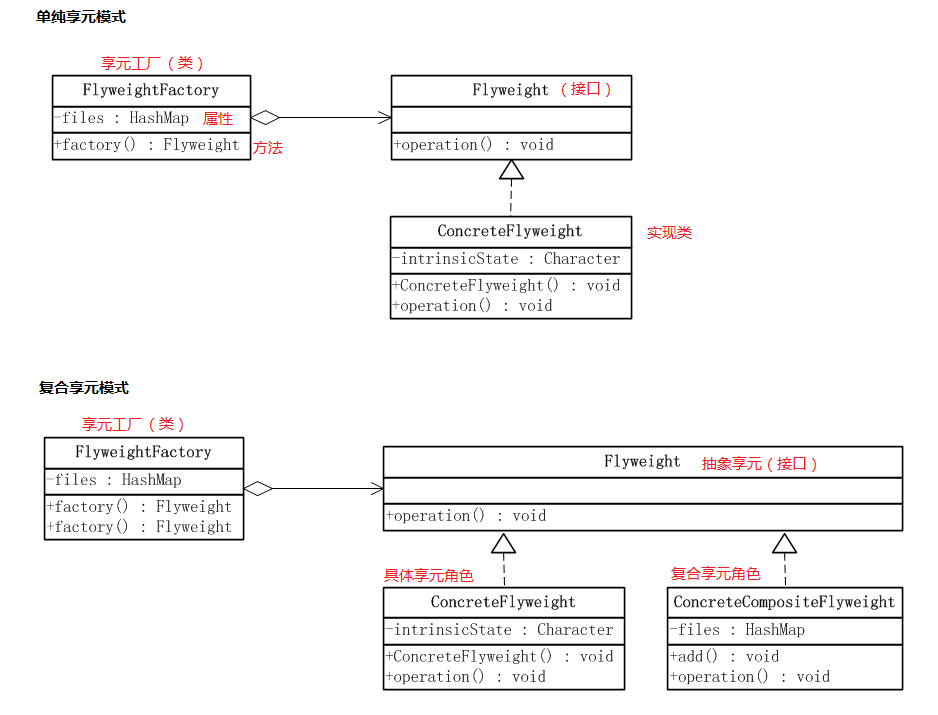 单纯享元模式
享元工厂（类）
FlyweightFactory
-files : HashMap 属性
+factory() : Flyweight 方法
Flyweight （接口）
+operation() : void
ConcreteFlyweight 实现类
-intrinsicState : Character
+ConcreteFlyweight() : void
+operation() : void
复合享元模式
享元工厂（类）
FlyweightFactory
-files : HashMap
+factory() : Flyweight
+factory() : Flyweight
Flyweight 抽象享元（接口）
+operation() : void
具体享元角色
ConcreteFlyweight
-intrinsicState : Character
+ConcreteFlyweight() : void
+operation() : void
复合享元角色
ConcreteCompositeFlyweight
-files : HashMap
+add() : void
+operation() : void